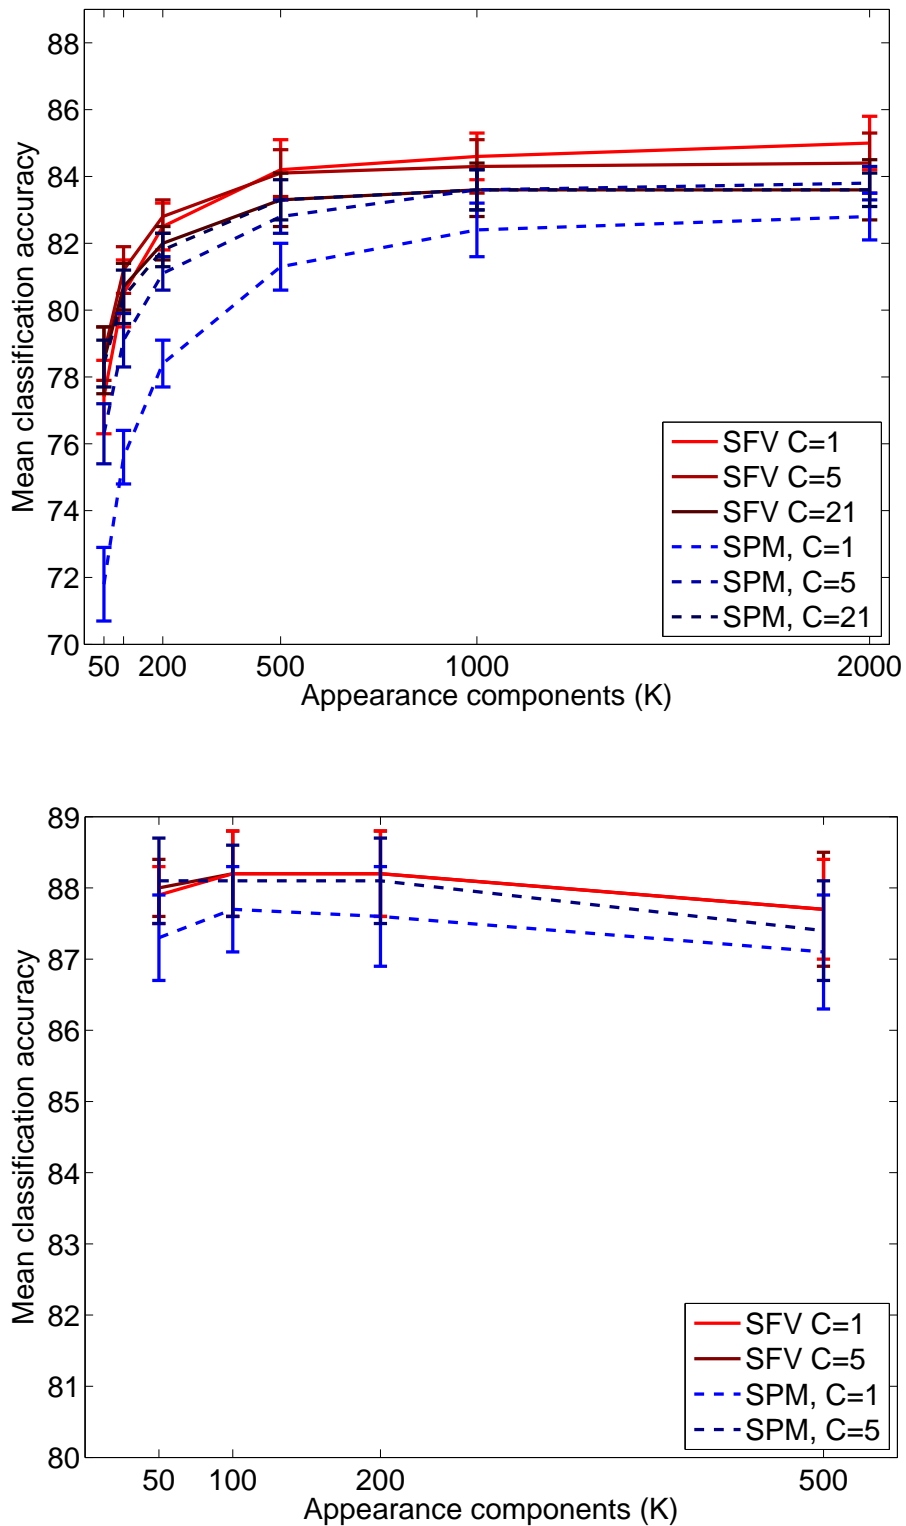 88
86
84
82
80
78
76
74
72
70
Mean classification accuracy
SFV C=1
SFV C=5
SFV C=21
SPM, C=1
SPM, C=5
SPM, C=21
50 200 500 1000 2000
Appearance components (K)
89
88
87
86
85
84
83
82
81
80
Mean classification accuracy
SFV C=1
SFV C=5
SPM, C=1
SPM, C=5
50 100 200 500
Appearance components (K)